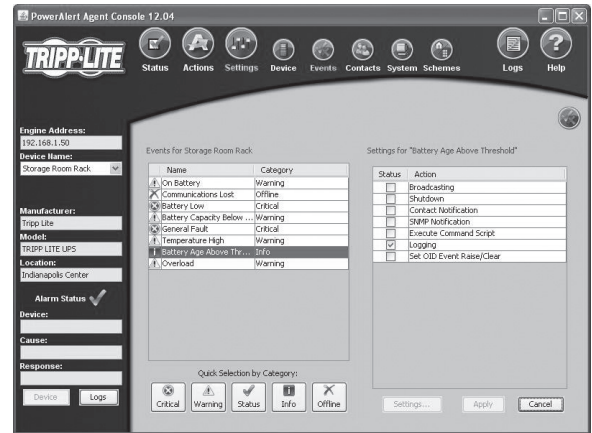 PowerAlert Agent Console 12.04
TRIPP·LITE
Status Actions Settings Device Events Contacts System Schemes Logs Help
Engine Address:
192.168.1.50
Device Name:
Storage Room Rack
Manufacturer:
Tripp Lite
Model:
TRIPP LITE UPS
Location:
Indianapolis Center
Alarm Status
Device:
Cause:
Response:
Device Logs
Events for Storage Room Rack
Name Category
On Battery Warning
Communications Lost Offline
Battery Low Critical
Battery Capacity Below ... Warning
General Fault Critical
Temperature High Warning
Battery Age Above Thr... Info
Overload Warning
Quick Selection by Category:
Critical Warning Status Info Offline
Settings for "Battery Age Above Threshold"
Status Action
Broadcasting
Shutdown
Contact Notification
SNMP Notification
Execute Command Script
Logging
Set OID Event Raise/Clear
Settings... Apply Cancel